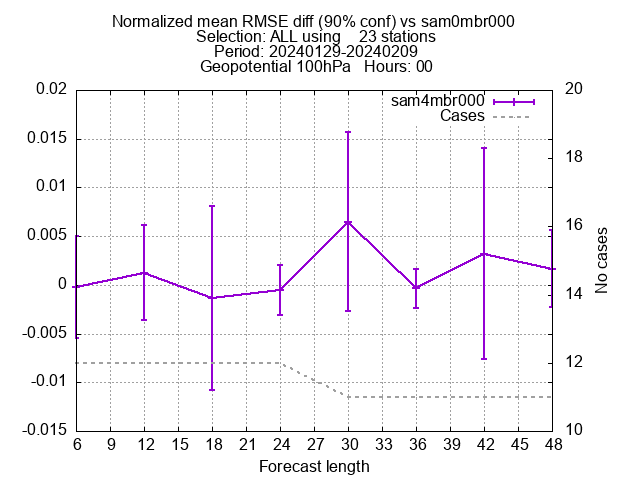 Normalized mean RMSE diff (90% conf) vs sam0mbr000
Selection: ALL using    23 stations
Period: 20240129-20240209
Geopotential 100hPa   Hours: 00
sam4mbr000
Cases
0.02
0.015
0.01
0.005
0
-0.005
-0.01
-0.015
20
18
16
14
12
10
No cases
6 9 12 15 18 21 24 27 30 33 36 39 42 45 48
Forecast length